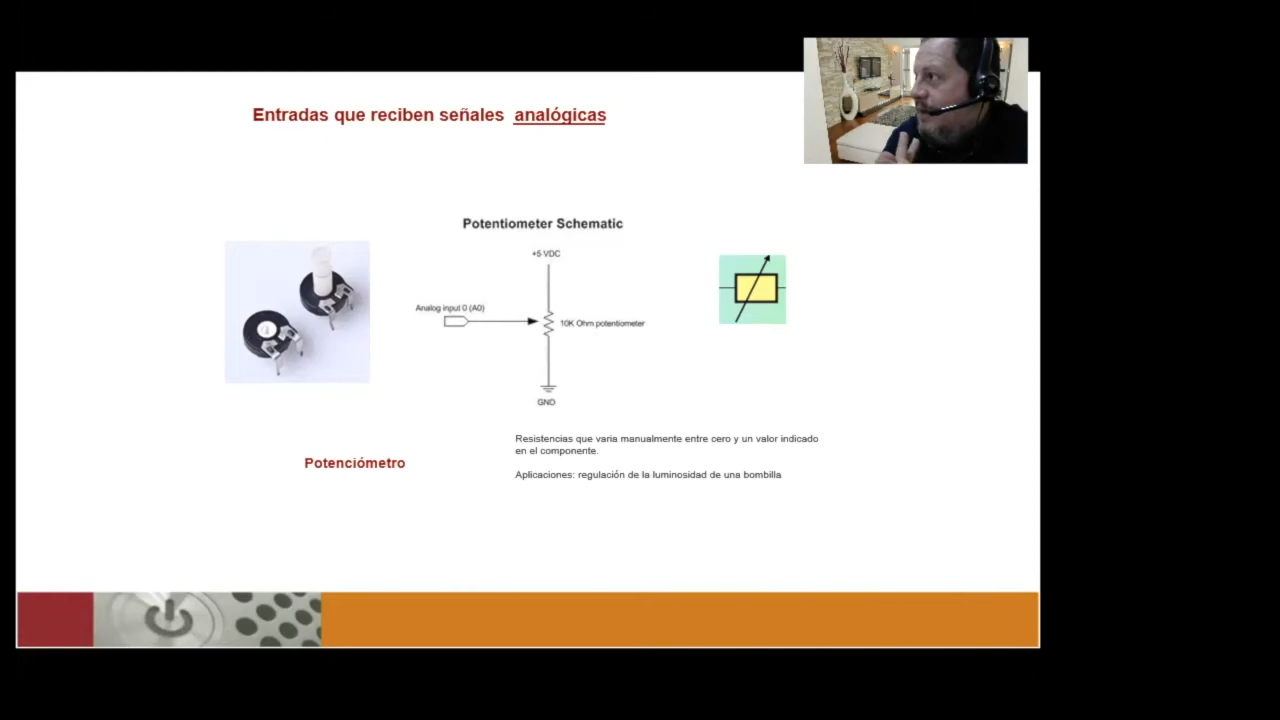 Entradas que reciben señales analógicas
Potentiometer Schematic
+5 VDC
Analog input 0 (A0)
10K Ohm potentiometer
GND
Resistencias que varia manualmente entre cero y un valor indicado
en el componente.
Potenciómetro
Aplicaciones: regulación de la luminosidad de una bombilla